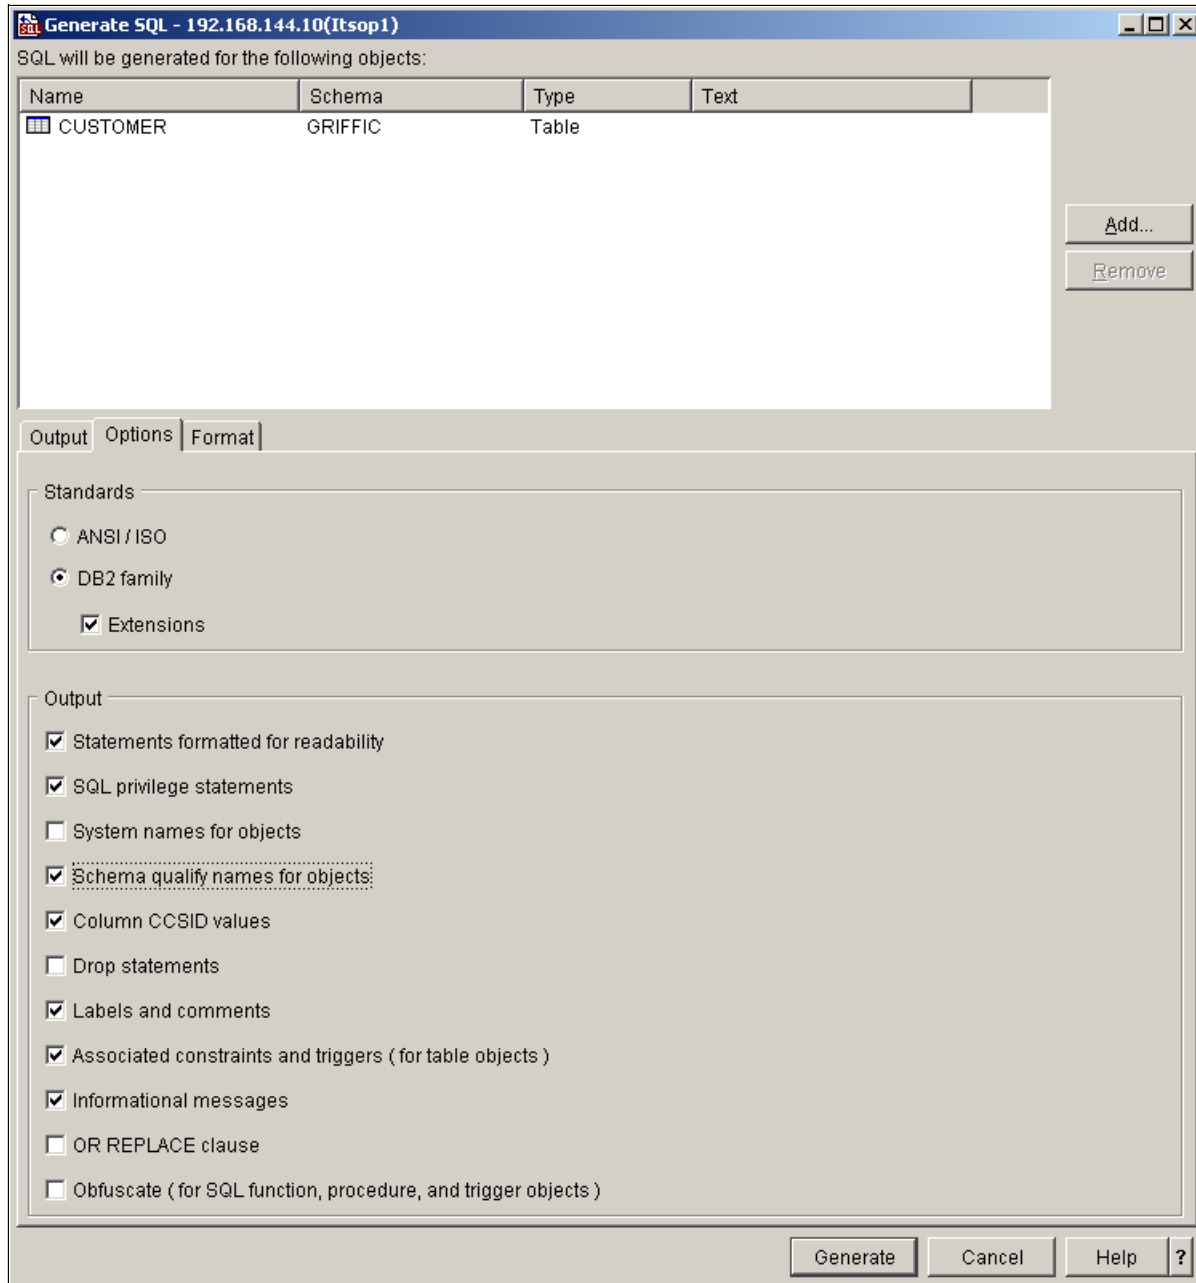 Generate SQL - 192.168.144.10(Itsop1)
SQL will be generated for the following objects:
Name Schema Type Text
CUSTOMER GRIFFIC Table
Add...
Remove
Output Options Format
Standards
ANSI / ISO
DB2 family
Extensions
Output
Statements formatted for readability
SQL privilege statements
System names for objects
Schema qualify names for objects
Column CCSID values
Drop statements
Labels and comments
Associated constraints and triggers ( for table objects )
Informational messages
OR REPLACE clause
Obfuscate ( for SQL function, procedure, and trigger objects )
Generate Cancel Help ?